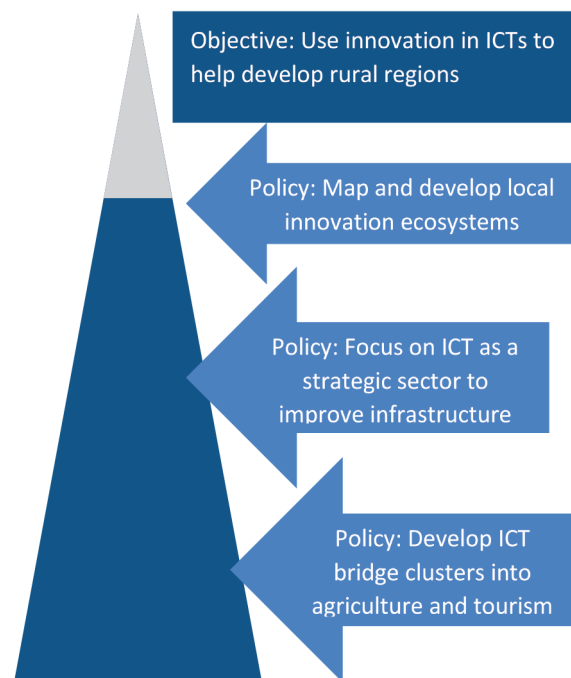 Objective: Use innovation in ICTs to
help develop rural regions
Policy: Map and develop local
innovation ecosystems
Policy: Focus on ICT as a
strategic sector to
improve infrastructure
Policy: Develop ICT
bridge clusters into
agriculture and tourism